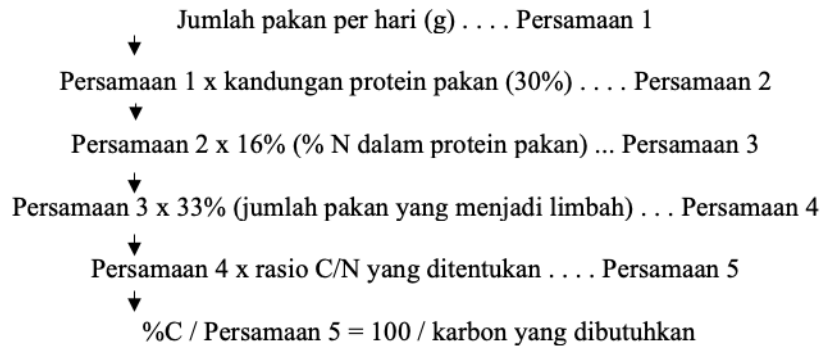 Jumlah pakan per hari (g) . . . . Persamaan 1
Persamaan 1 x kandungan protein pakan (30%) . . . . Persamaan 2
Persamaan 2 x 16% (% N dalam protein pakan) ... Persamaan 3
Persamaan 3 x 33% (jumlah pakan yang menjadi limbah) . . . Persamaan 4
Persamaan 4 x rasio C/N yang ditentukan . . . . Persamaan 5
%C / Persamaan 5 = 100 / karbon yang dibutuhkan